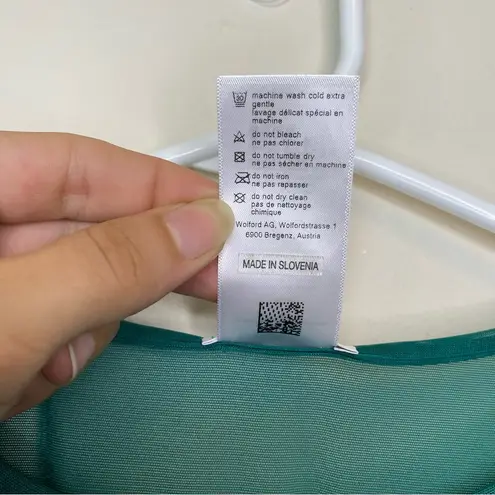 30
machine wash cold extra
gentle
lavage délicat spécial en
machine
do not bleach
ne pas chlorer
do not tumble dry
ne pas sécher en machine
do not iron
ne pas repasser
do not dry clean
pas de nettoyage
chimique
Wolford AG, Wolfordstrasse 1
6900 Bregenz, Austria
MADE IN SLOVENIA